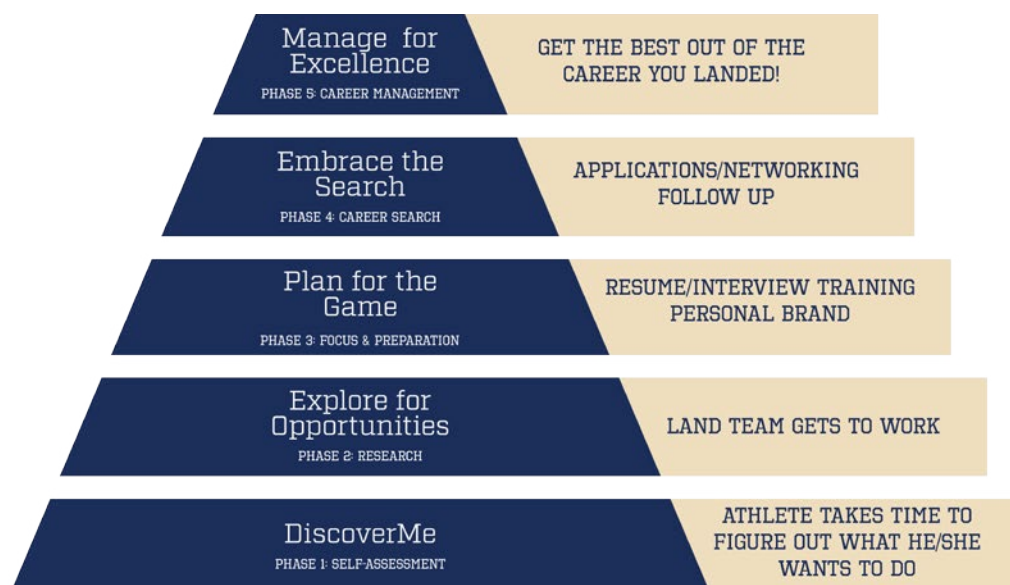 Manage for
Excellence
PHASE 5: CAREER MANAGEMENT
GET THE BEST OUT OF THE
CAREER YOU LANDED!
Embrace the
Search
PHASE 4: CAREER SEARCH
APPLICATIONS/NETWORKING
FOLLOW UP
Plan for the
Game
PHASE 3: FOCUS & PREPARATION
RESUME/INTERVIEW TRAINING
PERSONAL BRAND
Explore for
Opportunities
PHASE 2: RESEARCH
LAND TEAM GETS TO WORK
DiscoverMe
PHASE 1: SELF-ASSESSMENT
ATHLETE TAKES TIME TO
FIGURE OUT WHAT HE/SHE
WANTS TO DO